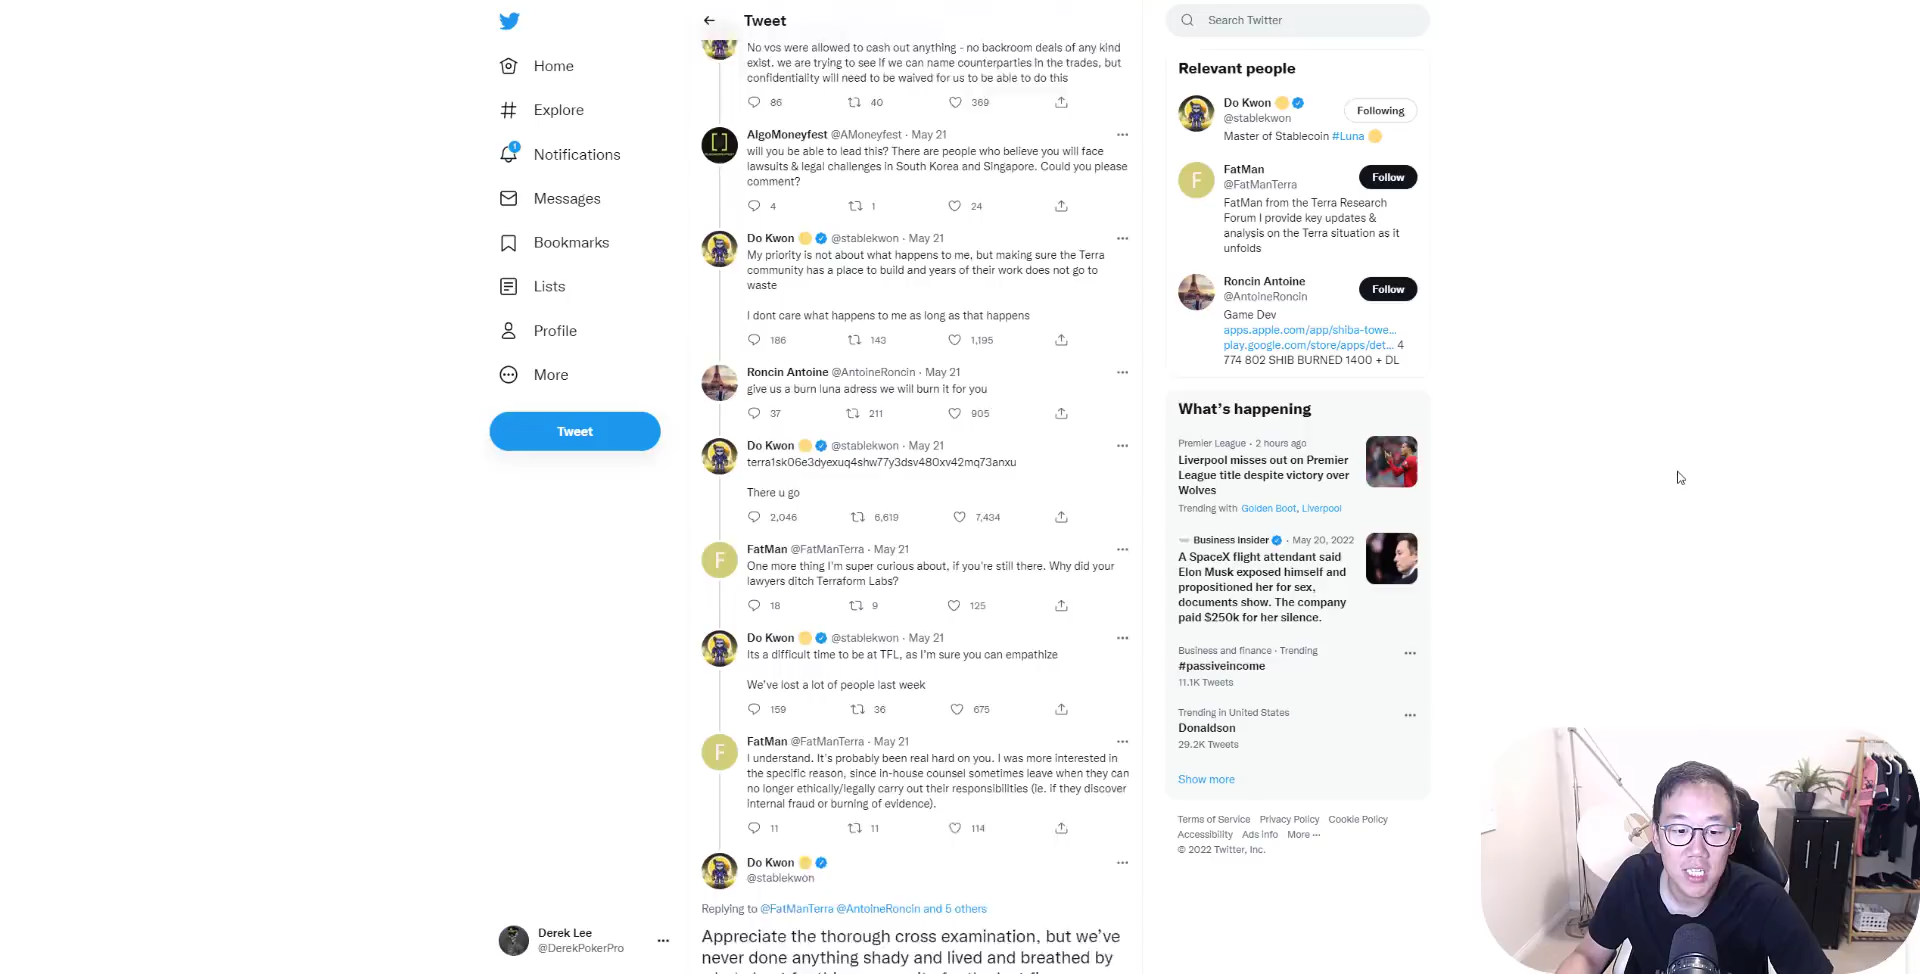 Home
Explore
1
Notifications
Messages
Bookmarks
Lists
Profile
More
Tweet
Derek Lee
@DerekPokerPro
Tweet
No vcs were allowed to cash out anything - no backroom deals of any kind
exist. we are trying to see if we can name counterparties in the trades, but
confidentiality will need to be waived for us to be able to do this
86 40 369
AlgoMoneyfest @AMoneyfest · May 21
will you be able to lead this? There are people who believe you will face
lawsuits & legal challenges in South Korea and Singapore. Could you please
comment?
4 1 24
Do Kwon @stablekwon · May 21
My priority is not about what happens to me, but making sure the Terra
community has a place to build and years of their work does not go to
waste
I dont care what happens to me as long as that happens
186 143 1,195
Roncin Antoine @AntoineRoncin · May 21
give us a burn luna adress we will burn it for you
37 211 905
Do Kwon @stablekwon · May 21
terra1sk06e3dyexuq4shw77y3dsv480xv42mq73anxu
There u go
2,046 6,619 7,434
F
FatMan @FatManTerra · May 21
One more thing I'm super curious about, if you're still there. Why did your
lawyers ditch Terraform Labs?
18 9 125
Do Kwon @stablekwon · May 21
Its a difficult time to be at TFL, as I'm sure you can empathize
We've lost a lot of people last week
159 36 675
F
FatMan @FatManTerra · May 21
I understand. It's probably been real hard on you. I was more interested in
the specific reason, since in-house counsel sometimes leave when they can
no longer ethically/legally carry out their responsibilities (ie. if they discover
internal fraud or burning of evidence).
11 11 114
Do Kwon
@stablekwon
Replying to @FatManTerra @AntoineRoncin and 5 others
Appreciate the thorough cross examination, but we've
never done anything shady and lived and breathed by
Search Twitter
Relevant people
Do Kwon
@stablekwon
Following
Master of Stablecoin #Luna
F
FatMan
@FatManTerra
Follow
FatMan from the Terra Research
Forum I provide key updates &
analysis on the Terra situation as it
unfolds
Roncin Antoine
@AntoineRoncin
Follow
Game Dev
apps.apple.com/app/shiba-towe...
play.google.com/store/apps/det... 4
774 802 SHIB BURNED 1400 + DL
What's happening
Premier League · 2 hours ago
Liverpool misses out on Premier
League title despite victory over
Wolves
Trending with Golden Boot, Liverpool
Business Insider · May 20, 2022
A SpaceX flight attendant said
Elon Musk exposed himself and
propositioned her for sex,
documents show. The company
paid $250k for her silence.
Business and finance · Trending
#passiveincome
11.1K Tweets
Trending in United States
Donaldson
29.2K Tweets
Show more
Terms of Service Privacy Policy Cookie Policy
Accessibility Ads info More ...
© 2022 Twitter, Inc.